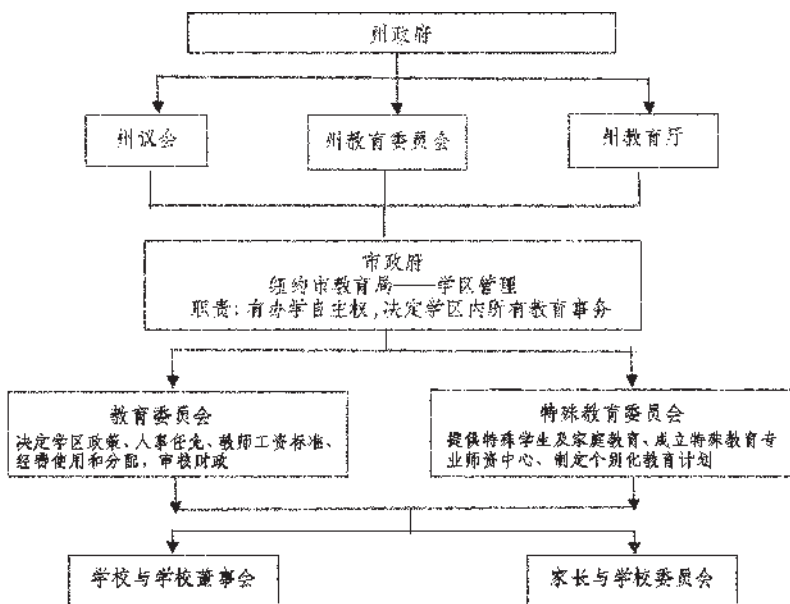 州政府
州议会
州教育委员会
州教育厅
市政府
纽约市教育局——学区管理
职责：有办学自主权，决定学区内所有教育事务
教育委员会
决定学区政策、人事任免、教师工资标准、
经费使用和分配，审核财政
特殊教育委员会
提供特殊学生及家庭教育、成立特殊教育专
业师资中心、制定个别化教育计划
学校与学校董事会
家长与学校委员会